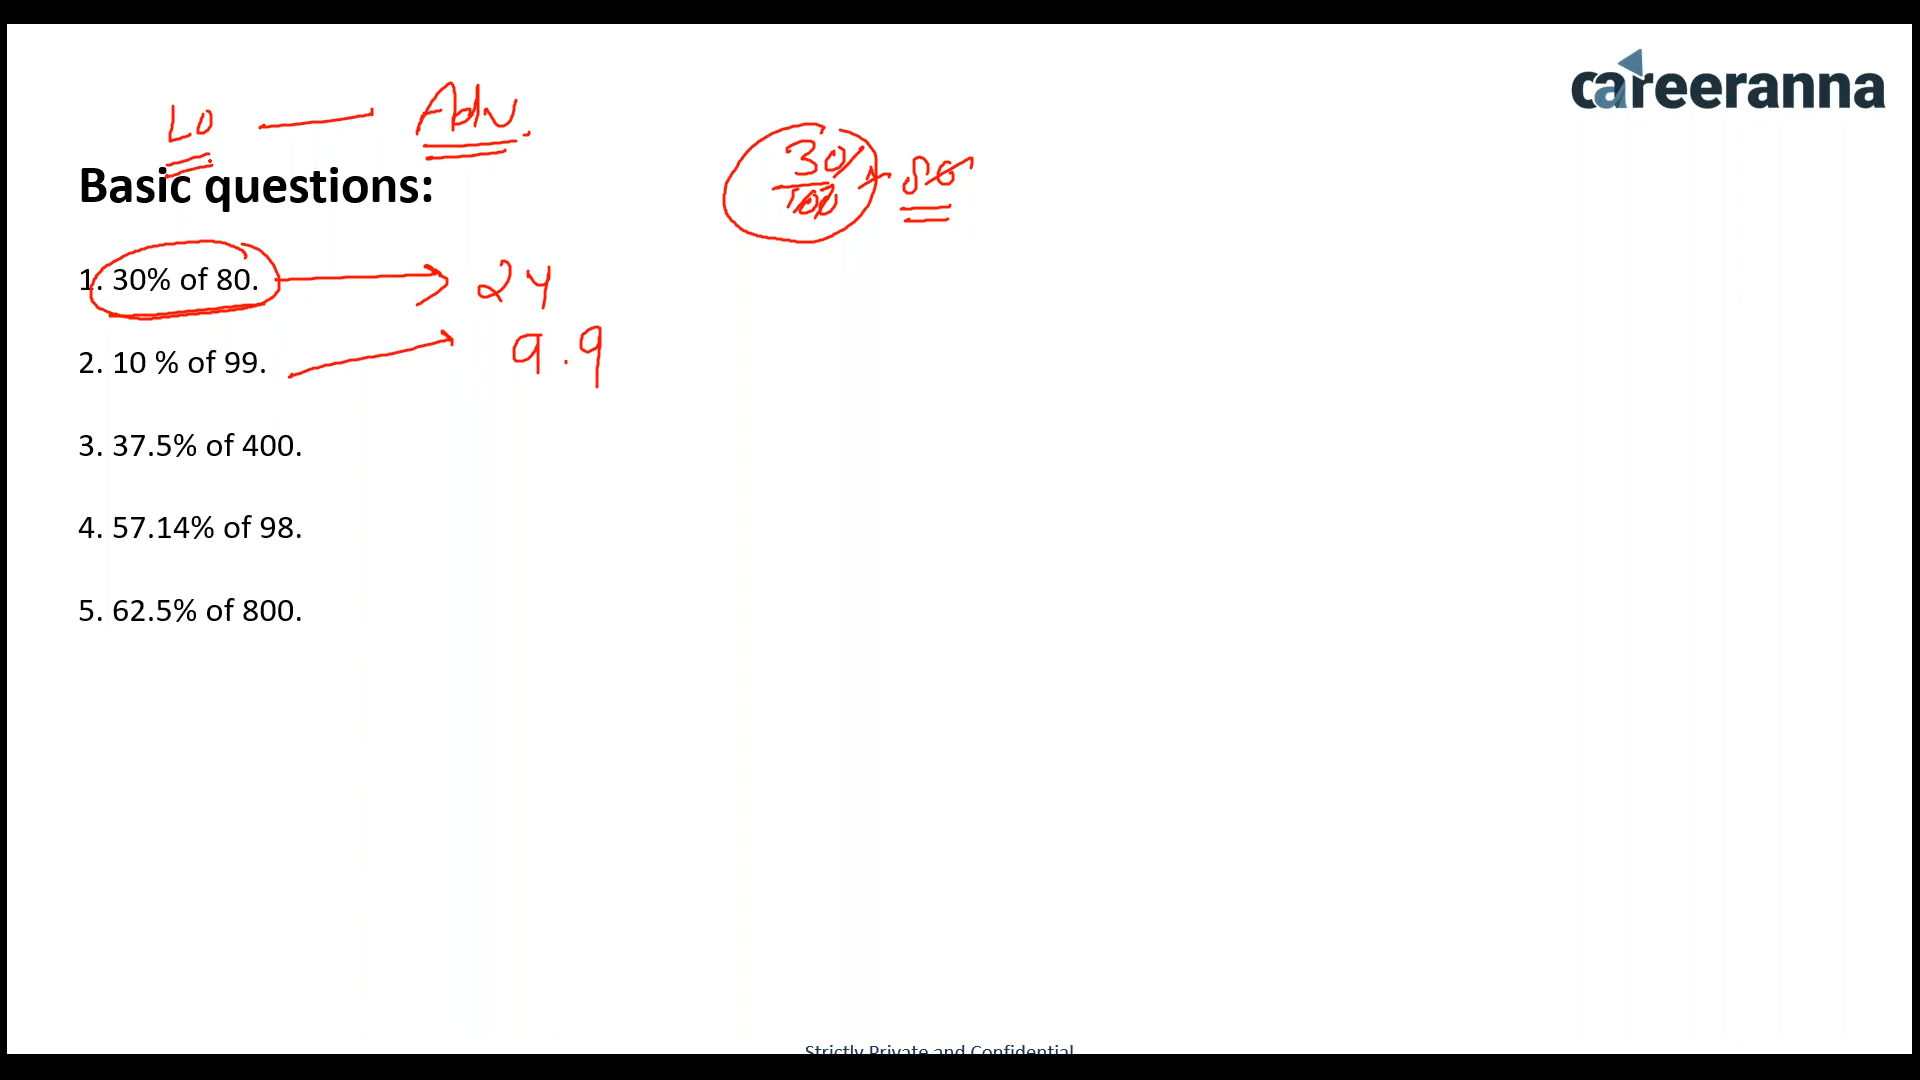 careeranna
L0 — Adv.
Basic questions:
30/100 × 80
1. 30% of 80. → 24
2. 10 % of 99. → 9.9
3. 37.5% of 400.
4. 57.14% of 98.
5. 62.5% of 800.
Strictly Private and Confidential